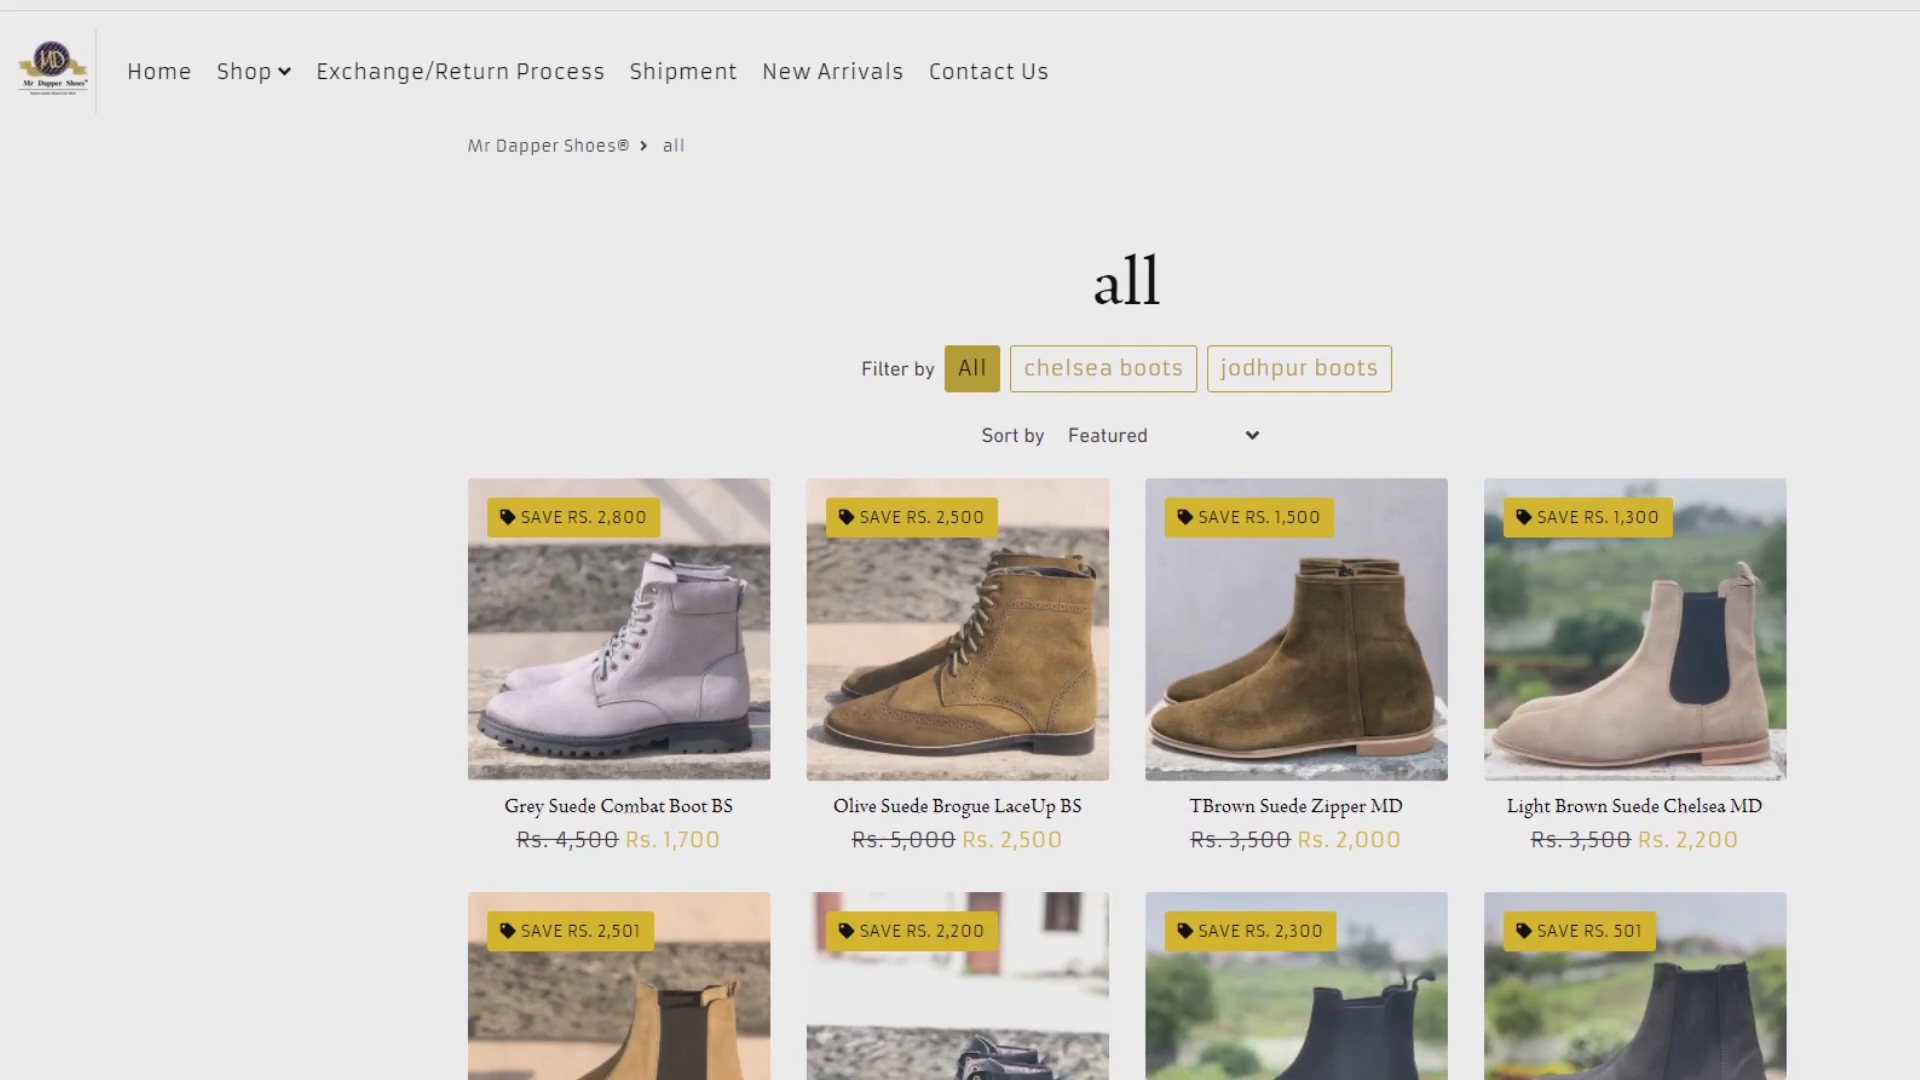 MD
Mr Dapper Shoes®
Home Shop Exchange/Return Process Shipment New Arrivals Contact Us
Mr Dapper Shoes® > all
all
Filter by All chelsea boots jodhpur boots
Sort by Featured
SAVE RS. 2,800 SAVE RS. 2,500 SAVE RS. 1,500 SAVE RS. 1,300
Grey Suede Combat Boot BS Olive Suede Brogue LaceUp BS TBrown Suede Zipper MD Light Brown Suede Chelsea MD
Rs. 4,500 Rs. 1,700 Rs. 5,000 Rs. 2,500 Rs. 3,500 Rs. 2,000 Rs. 3,500 Rs. 2,200
SAVE RS. 2,501 SAVE RS. 2,200 SAVE RS. 2,300 SAVE RS. 501